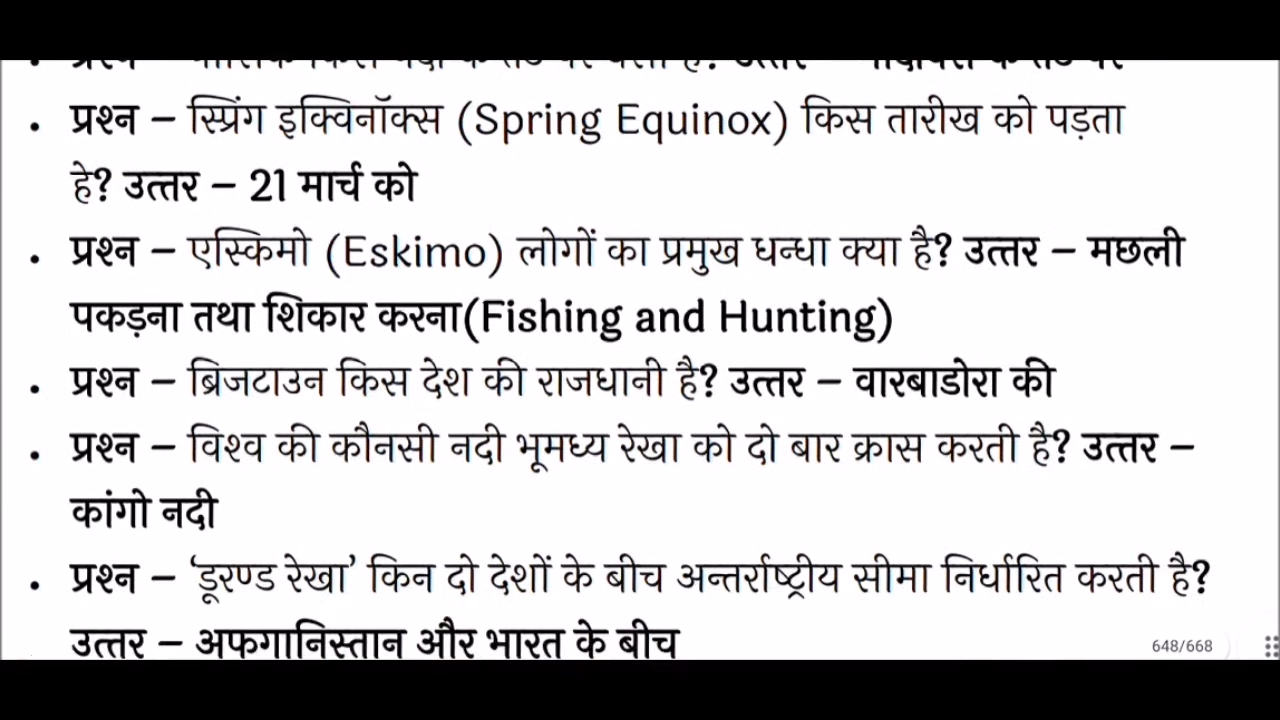 • प्रश्न – स्प्रिंग इक्विनॉक्स (Spring Equinox) किस तारीख को पड़ता
हे? उत्तर – 21 मार्च को
• प्रश्न – एस्किमो (Eskimo) लोगों का प्रमुख धन्धा क्या है? उत्तर – मछली
पकड़ना तथा शिकार करना(Fishing and Hunting)
• प्रश्न – ब्रिजटाउन किस देश की राजधानी है? उत्तर – वारबाडोरा की
• प्रश्न – विश्व की कौनसी नदी भूमध्य रेखा को दो बार क्रास करती है? उत्तर –
कांगो नदी
• प्रश्न – ‘डूरण्ड रेखा’ किन दो देशों के बीच अन्तर्राष्ट्रीय सीमा निर्धारित करती है?
उत्तर – अफगानिस्तान और भारत के बीच
648/668